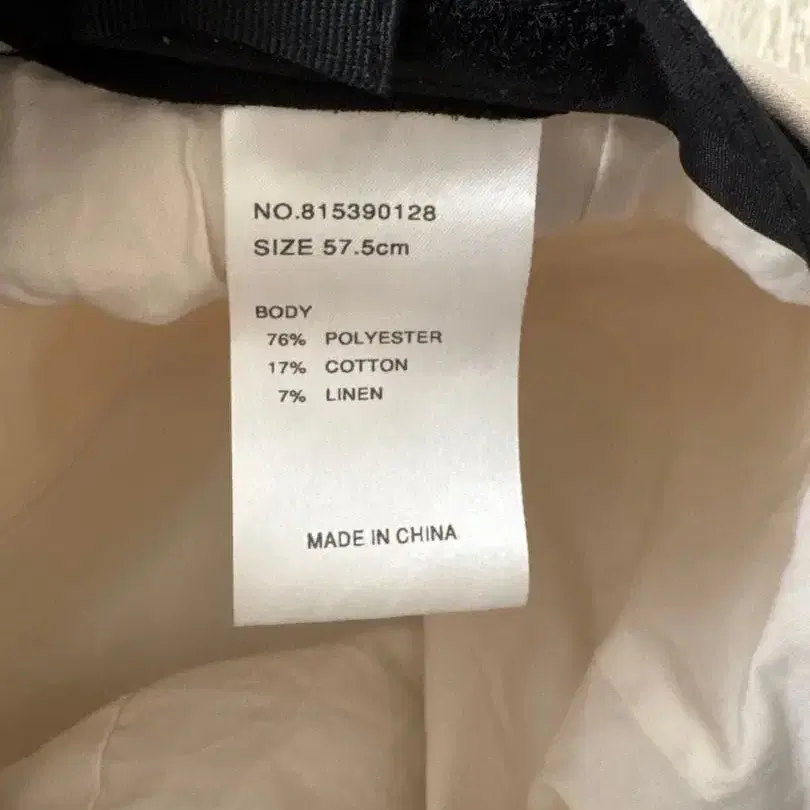 NO.815390128
SIZE 57.5cm
BODY
76% POLYESTER
17% COTTON
7% LINEN
MADE IN CHINA